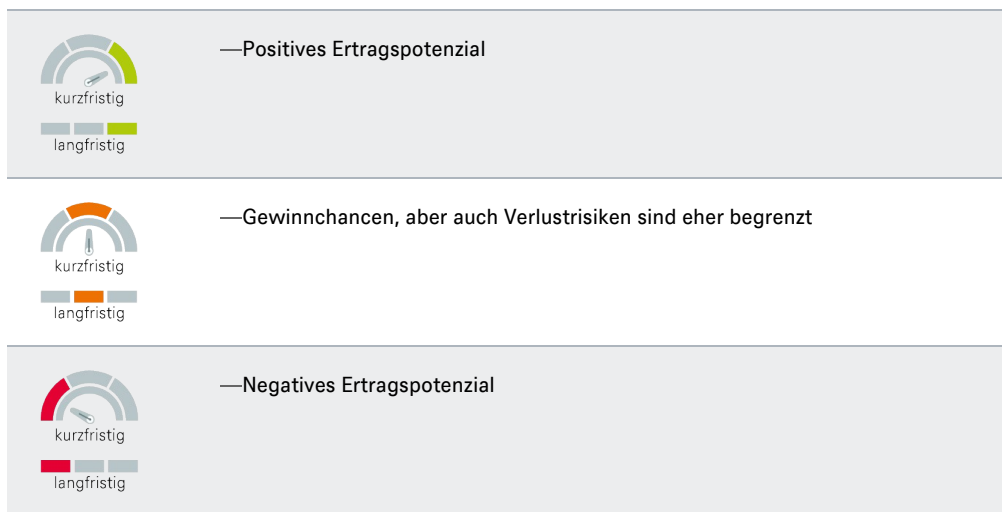 —Positives Ertragspotenzial
kurzfristig
langfristig
—Gewinnchancen, aber auch Verlustrisiken sind eher begrenzt
kurzfristig
langfristig
—Negatives Ertragspotenzial
kurzfristig
langfristig